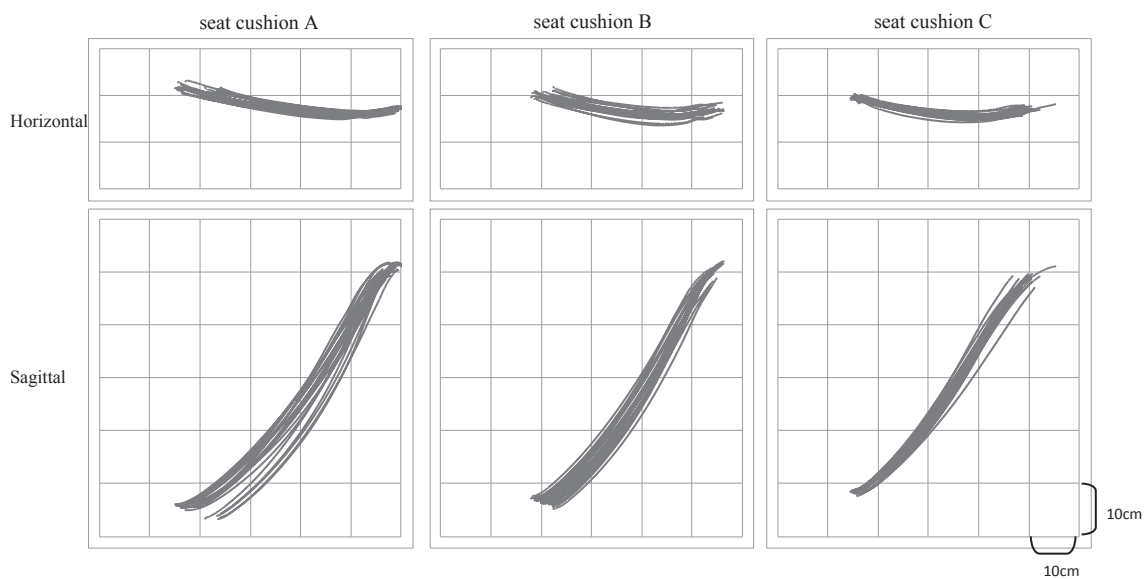 seat cushion A
seat cushion B
seat cushion C
Horizontal
Sagittal
10cm
10cm